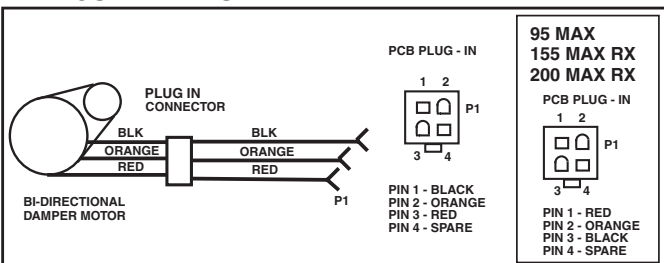 PLUG IN
CONNECTOR
BLK
ORANGE
RED
BLK
ORANGE
RED
P1
BI-DIRECTIONAL
DAMPER MOTOR
PCB PLUG - IN
1 2
P1
3 4
PIN 1 - BLACK
PIN 2 - ORANGE
PIN 3 - RED
PIN 4 - SPARE
95 MAX
155 MAX RX
200 MAX RX
PCB PLUG - IN
1 2
P1
3 4
PIN 1 - RED
PIN 2 - ORANGE
PIN 3 - BLACK
PIN 4 - SPARE